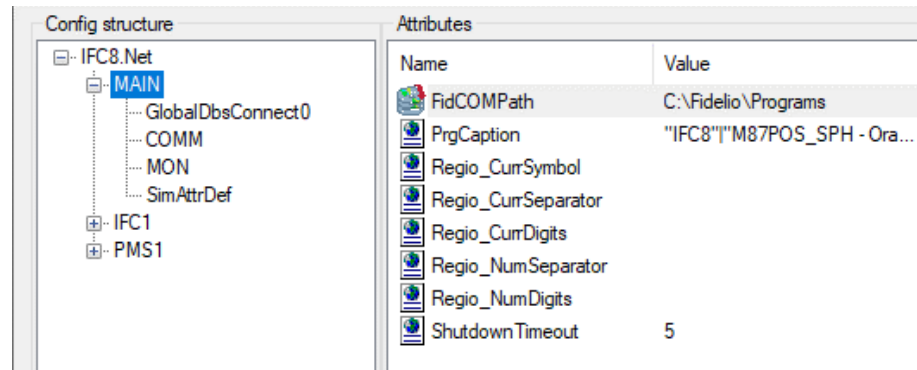 Config structure
IFC8.Net
MAIN
GlobalDbsConnect0
COMM
MON
SimAttrDef
IFC1
PMS1
Attributes
Name Value
FidCOMPath C:\Fidelio\Programs
PrgCaption "IFC8"|"M87POS_SPH - Ora...
Regio_CurrSymbol
Regio_CurrSeparator
Regio_CurrDigits
Regio_NumSeparator
Regio_NumDigits
ShutdownTimeout 5